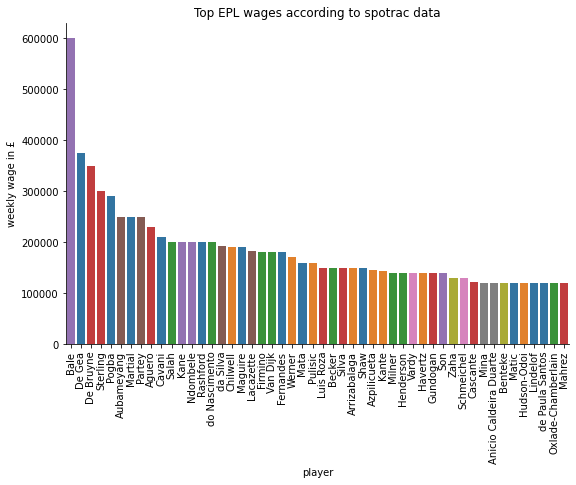 Top EPL wages according to spotrac data
600000
500000
400000
300000
200000
100000
0
weekly wage in £
Bale
De Gea
De Bruyne
Sterling
Pogba
Aubameyang
Martial
Partey
Aguero
Cavani
Salah
Kane
Ndombele
Rashford
do Nascimento
da Silva
Chilwell
Maguire
Lacazette
Firmino
Van Dijk
Fernandes
Werner
Mata
Pulisic
Luis Roza
Becker
Silva
Arrizabalaga
Shaw
Azpilicueta
Kante
Milner
Henderson
Vardy
Havertz
Gundogan
Son
Zaha
Schmeichel
Cascante
Mina
Anicio Caldeira Duarte
Benteke
Matic
Hudson-Odoi
Lindelof
de Paula Santos
Oxlade-Chamberlain
Mahrez
player